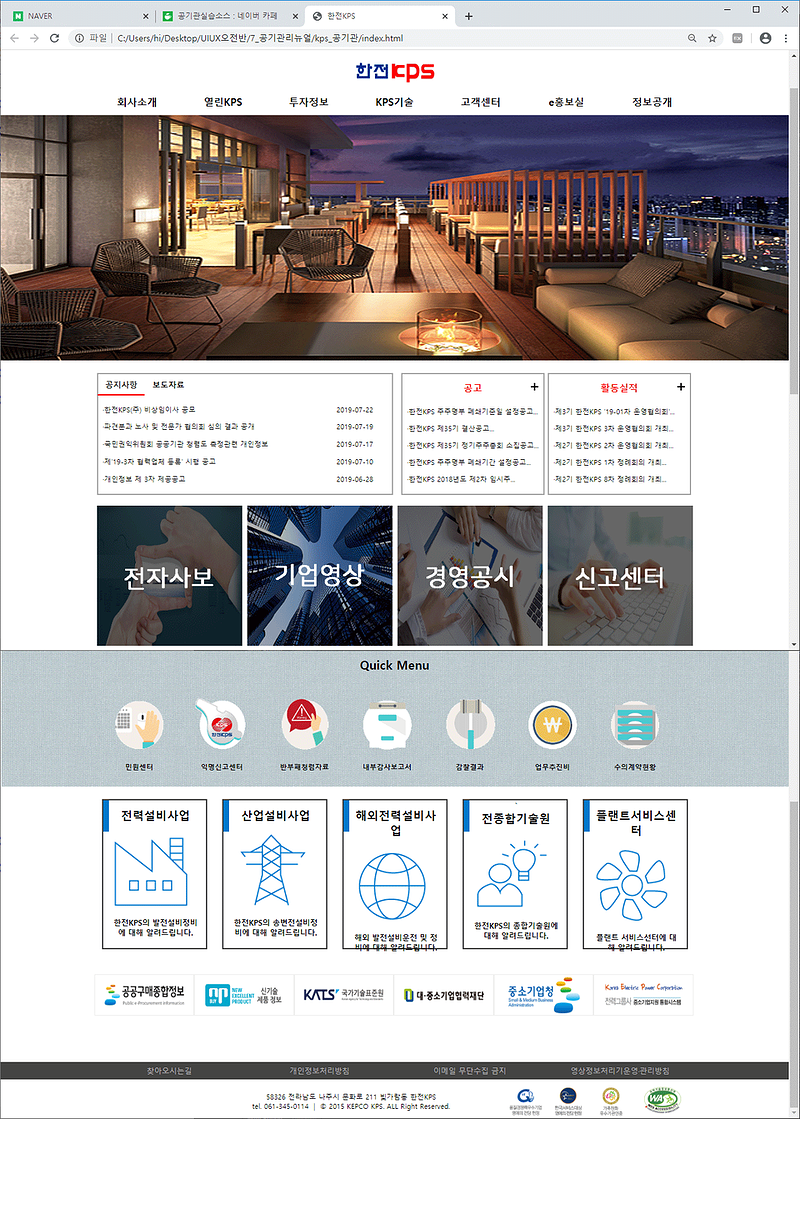 NAVER
공기관실습소스 : 네이버 카페
한전KPS
파일 | C:/Users/hi/Desktop/UIUX오전반/7_공기관리뉴얼/kps_공기관/index.html
한전KPS
회사소개 열린KPS 투자정보 KPS기술 고객센터 e홍보실 정보공개
공지사항 보도자료
·한전KPS(주) 비상임이사 공모 2019-07-22
·파견분과 노사 및 전문가 협의회 심의 결과 공개 2019-07-19
·국민권익위원회 공공기관 청렴도 측정관련 개인정보 2019-07-17
·제'19-3차 협력업체 등록' 시행 공고 2019-07-10
·개인정보 제 3자 제공공고 2019-06-28
공고 +
·한전KPS 주주명부 폐쇄기준일 설정공고...
·한전KPS 제35기 결산공고...
·한전KPS 제35기 정기주주총회 소집공고...
·한전KPS 주주명부 폐쇄기간 설정공고...
·한전KPS 2018년도 제2차 임시주...
활동실적 +
·제3기 한전KPS '19-01차 운영협의회'...
·제3기 한전KPS 3차 운영협의회 개최...
·제2기 한전KPS 2차 운영협의회 개최...
·제2기 한전KPS 1차 정례회의 개최...
·제2기 한전KPS 8차 정례회의 개최...
전자사보 기업영상 경영공시 신고센터
Quick Menu
KPS
한전KPS
민원센터 익명신고센터 반부패청렴자료 내부감사보고서 감찰결과 업무추진비 수의계약현황
전력설비사업
한전KPS의 발전설비정비
에 대해 알려드립니다.
산업설비사업
한전KPS의 송변전설비정
비에 대해 알려드립니다.
해외전력설비사
업
해외 발전설비운전 및 정
비에 대해 알려드립니다.
전종합기술원
한전KPS의 종합기술원에
대해 알려드립니다.
플랜트서비스센
터
플랜트 서비스센터에 대
해 알려드립니다.
공공구매종합정보
Public e-Procurement Information
NEW
EXCELLENT
PRODUCT
신기술
제품 정보
KATS 국가기술표준원
대·중소기업협력재단
중소기업청
Small & Medium Business
Administration
Korea Electric Power Corporation
전력그룹사 중소기업지원 통합시스템
찾아오시는길 개인정보처리방침 이메일 무단수집 금지 영상정보처리기운영·관리방침
58326 전라남도 나주시 문화로 211 빛가람동 한전KPS
tel. 061-345-0114 | © 2015 KEPCO KPS. ALL Right Reserved.
WA